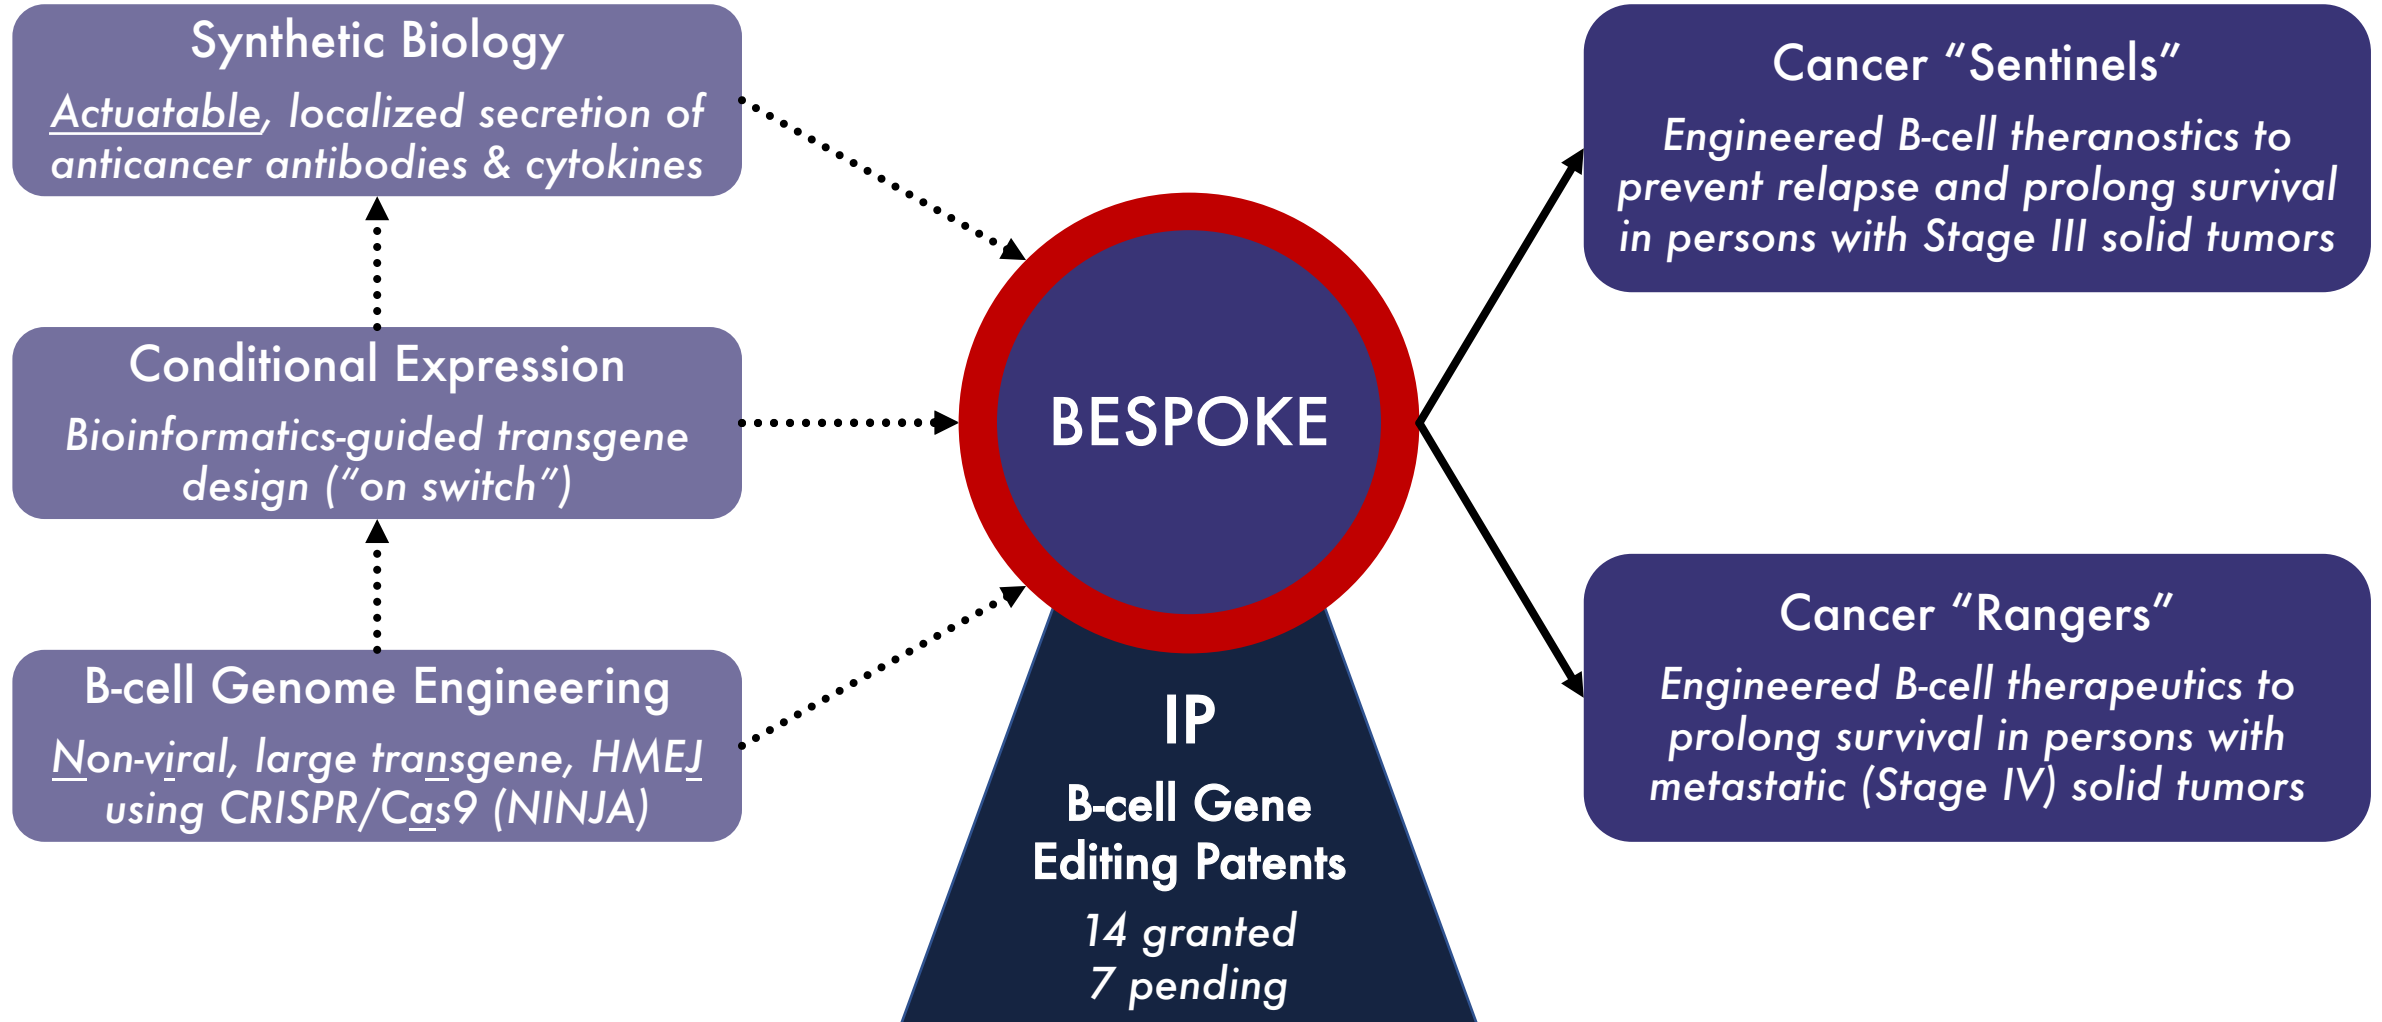 Synthetic Biology
Actuatable, localized secretion of
anticancer antibodies & cytokines
Conditional Expression
Bioinformatics-guided transgene
design (“on switch”)
B-cell Genome Engineering
Non-viral, large transgene, HMEJ
using CRISPR/Cas9 (NINJA)
BESPOKE
IP
B-cell Gene
Editing Patents
14 granted
7 pending
Cancer “Sentinels”
Engineered B-cell theranostics to
prevent relapse and prolong survival
in persons with Stage III solid tumors
Cancer “Rangers”
Engineered B-cell therapeutics to
prolong survival in persons with
metastatic (Stage IV) solid tumors